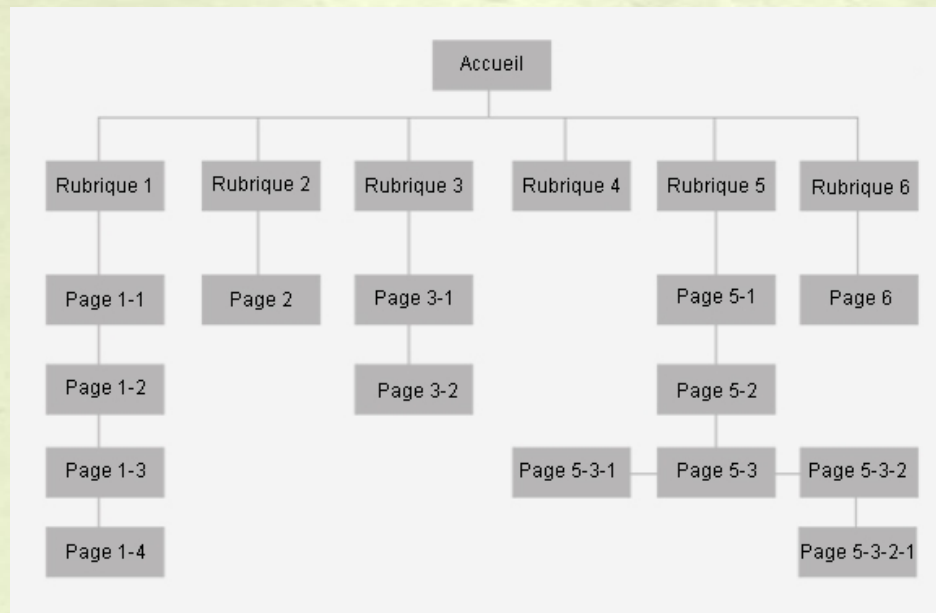 Accueil
Rubrique 1
Rubrique 2
Rubrique 3
Rubrique 4
Rubrique 5
Rubrique 6
Page 1-1
Page 2
Page 3-1
Page 5-1
Page 6
Page 1-2
Page 3-2
Page 5-2
Page 1-3
Page 5-3-1
Page 5-3
Page 5-3-2
Page 1-4
Page 5-3-2-1